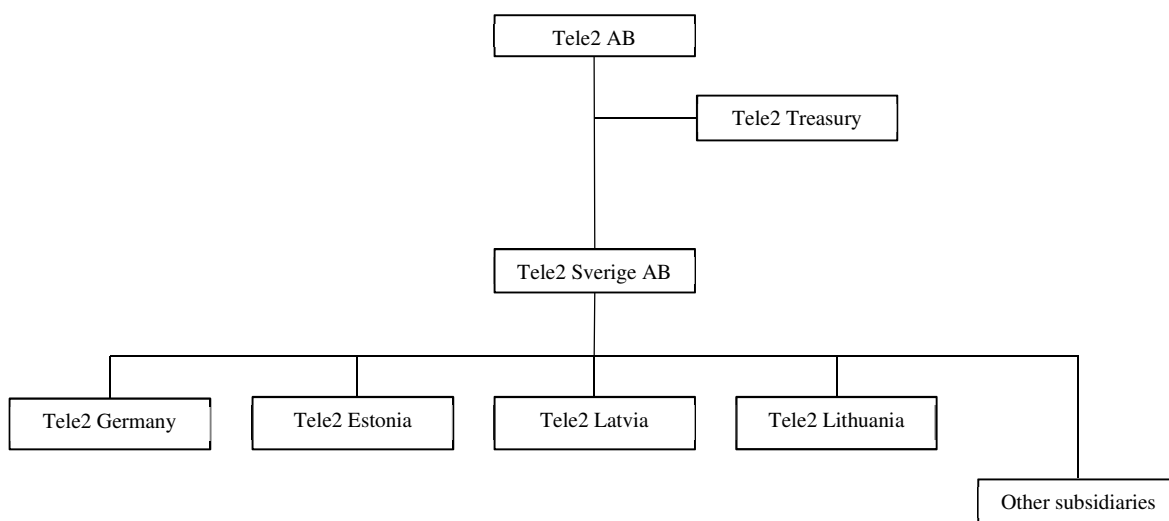 Tele2 AB
Tele2 Treasury
Tele2 Sverige AB
Tele2 Germany
Tele2 Estonia
Tele2 Latvia
Tele2 Lithuania
Other subsidiaries